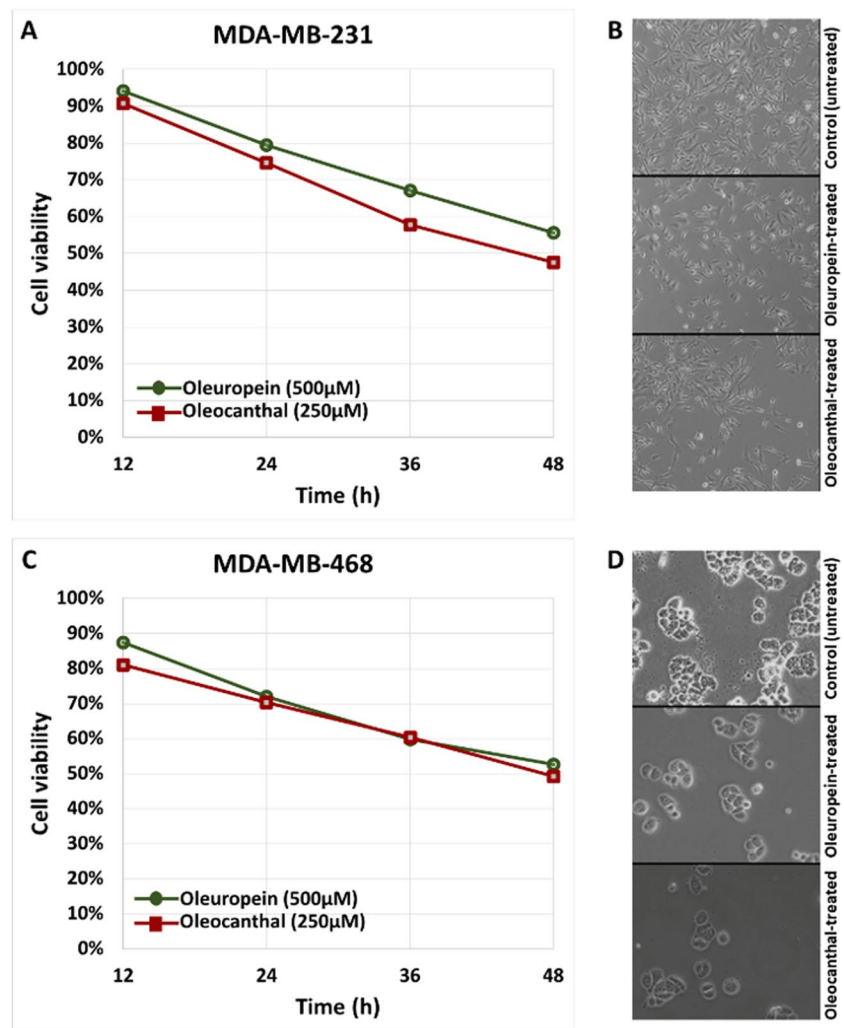 A
MDA-MB-231
100%
90%
80%
70%
60%
50%
40%
30%
20%
10%
0%
Cell viability
Oleuropein (500µM)
Oleocanthal (250µM)
12 24 36 48
Time (h)
B
Control (untreated)
Oleuropein-treated
Oleocanthal-treated
C
MDA-MB-468
100%
90%
80%
70%
60%
50%
40%
30%
20%
10%
0%
Cell viability
Oleuropein (500µM)
Oleocanthal (250µM)
12 24 36 48
Time (h)
D
Control (untreated)
Oleuropein-treated
Oleocanthal-treated